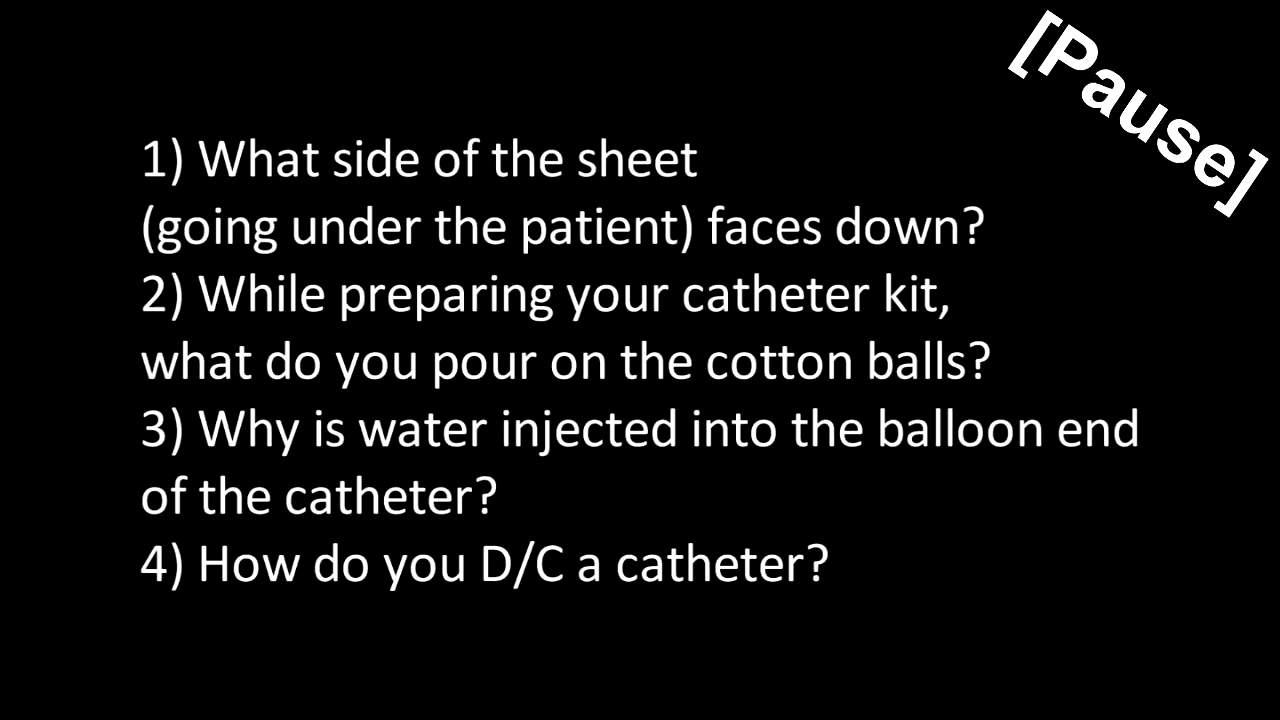 [Pause]
1) What side of the sheet
(going under the patient) faces down?
2) While preparing your catheter kit,
what do you pour on the cotton balls?
3) Why is water injected into the balloon end
of the catheter?
4) How do you D/C a catheter?